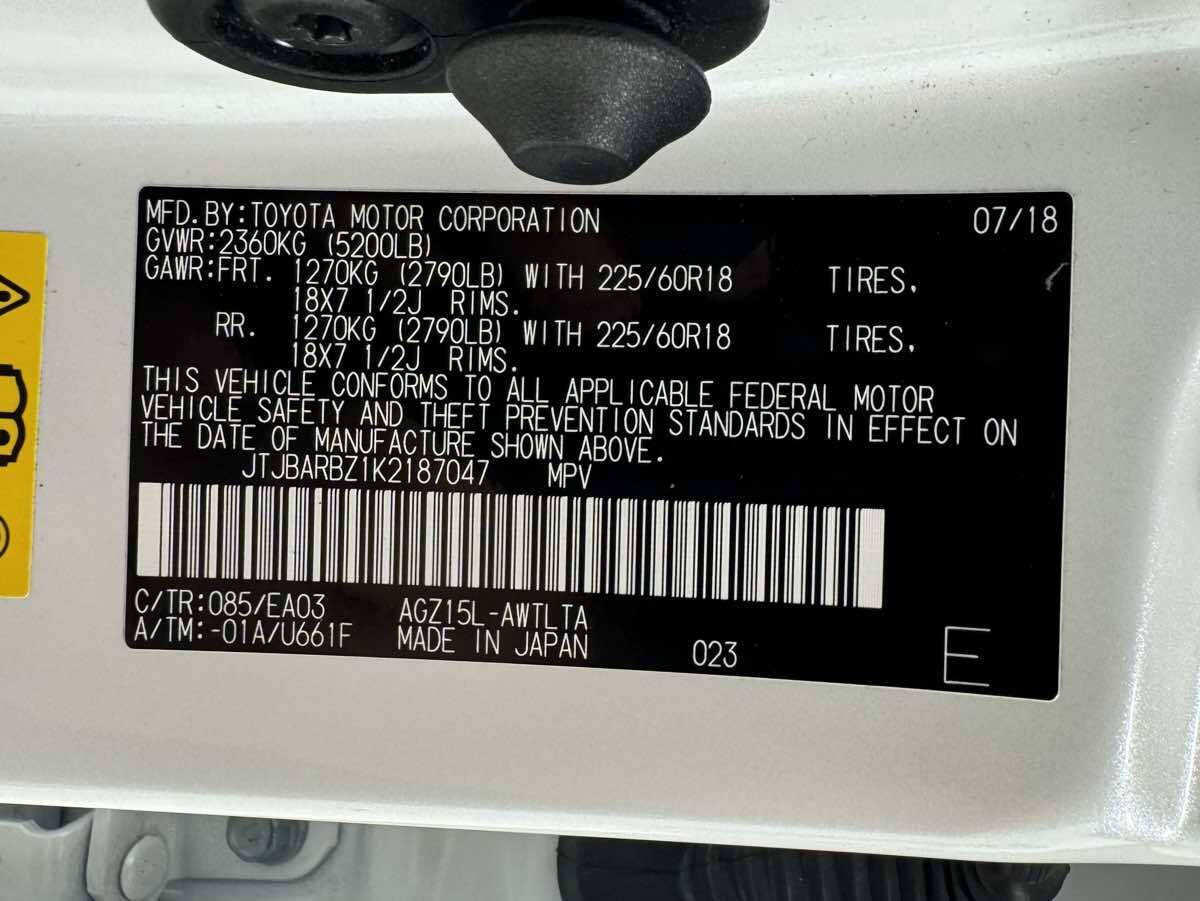 MFD.BY:TOYOTA MOTOR CORPORATION 07/18
GVWR:2360KG (5200LB)
GAWR:FRT. 1270KG (2790LB) WITH 225/60R18 TIRES,
18X7 1/2J RIMS.
RR. 1270KG (2790LB) WITH 225/60R18 TIRES,
18X7 1/2J RIMS.
THIS VEHICLE CONFORMS TO ALL APPLICABLE FEDERAL MOTOR
VEHICLE SAFETY AND THEFT PREVENTION STANDARDS IN EFFECT ON
THE DATE OF MANUFACTURE SHOWN ABOVE.
JTJBARBZ1K2187047 MPV
C/TR:085/EA03 AGZ15L-AWTLTA
A/TM:-01A/U661F MADE IN JAPAN 023 E